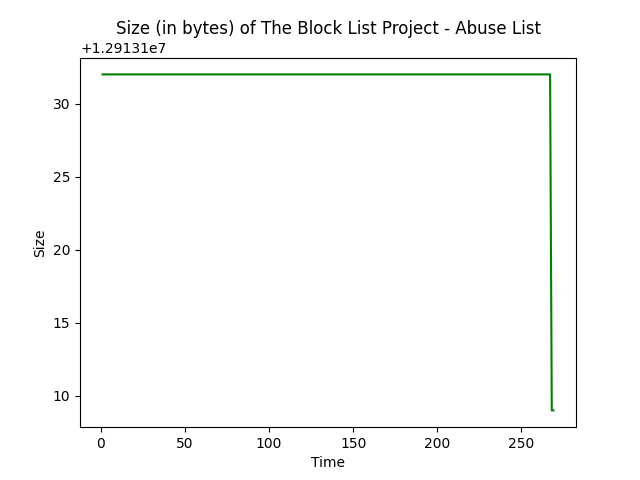 Size (in bytes) of The Block List Project - Abuse List
+1.29131e7
30
25
20
15
10
Size
0 50 100 150 200 250
Time